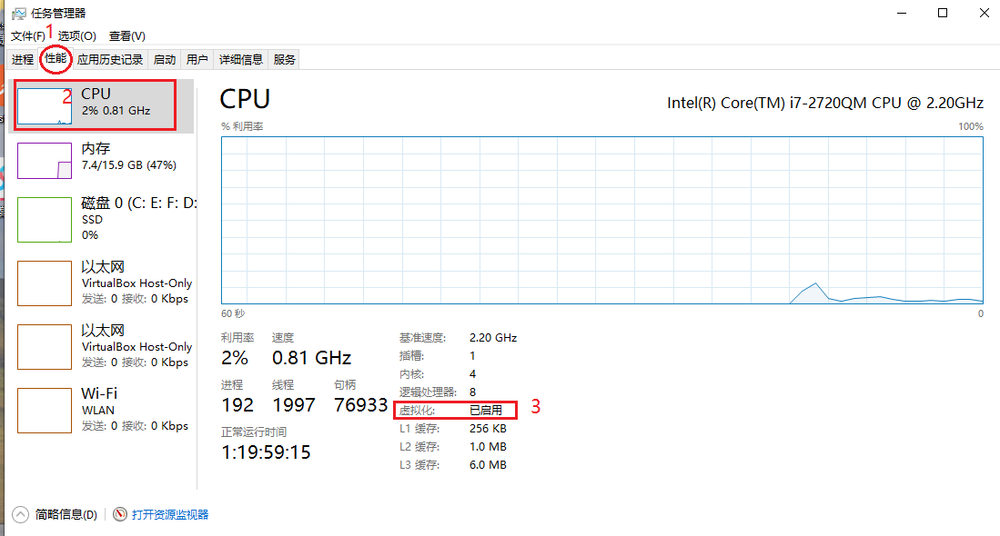 任务管理器
文件(F) 1 选项(O) 查看(V)
进程 性能 应用历史记录 启动 用户 详细信息 服务
2
CPU
2% 0.81 GHz
内存
7.4/15.9 GB (47%)
磁盘 0 (C: E: F: D:
SSD
0%
以太网
VirtualBox Host-Only
发送: 0 接收: 0 Kbps
以太网
VirtualBox Host-Only
发送: 0 接收: 0 Kbps
Wi-Fi
WLAN
发送: 0 接收: 0 Kbps
CPU
Intel(R) Core(TM) i7-2720QM CPU @ 2.20GHz
% 利用率 100%
60 秒 0
利用率 速度
2% 0.81 GHz
进程 线程 句柄
192 1997 76933
正常运行时间
1:19:59:15
基准速度: 2.20 GHz
插槽: 1
内核: 4
逻辑处理器: 8
虚拟化: 已启用 3
L1 缓存: 256 KB
L2 缓存: 1.0 MB
L3 缓存: 6.0 MB
简略信息(D) 打开资源监视器